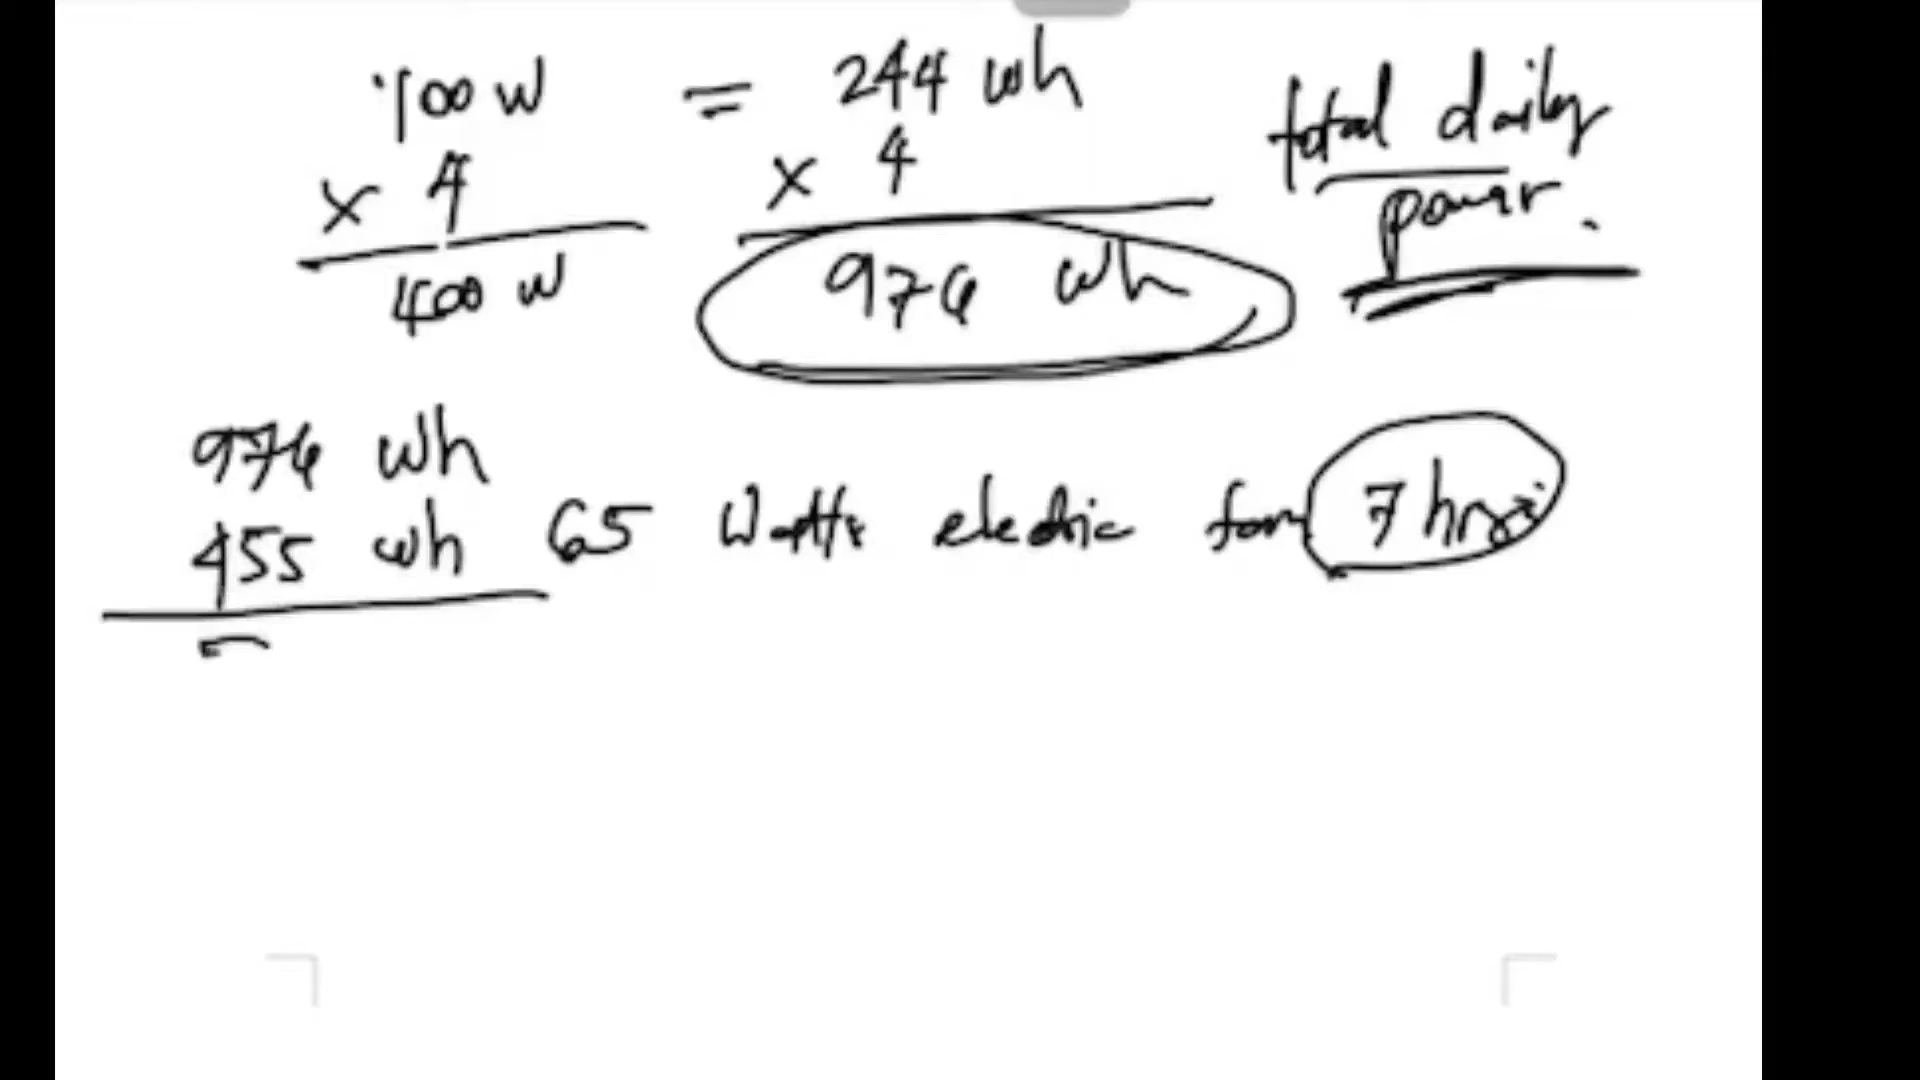 100 W = 244 wh total daily
x 4 x 4 power.
400 W 976 wh
976 wh
455 wh 65 Watts electric for 7 hrs